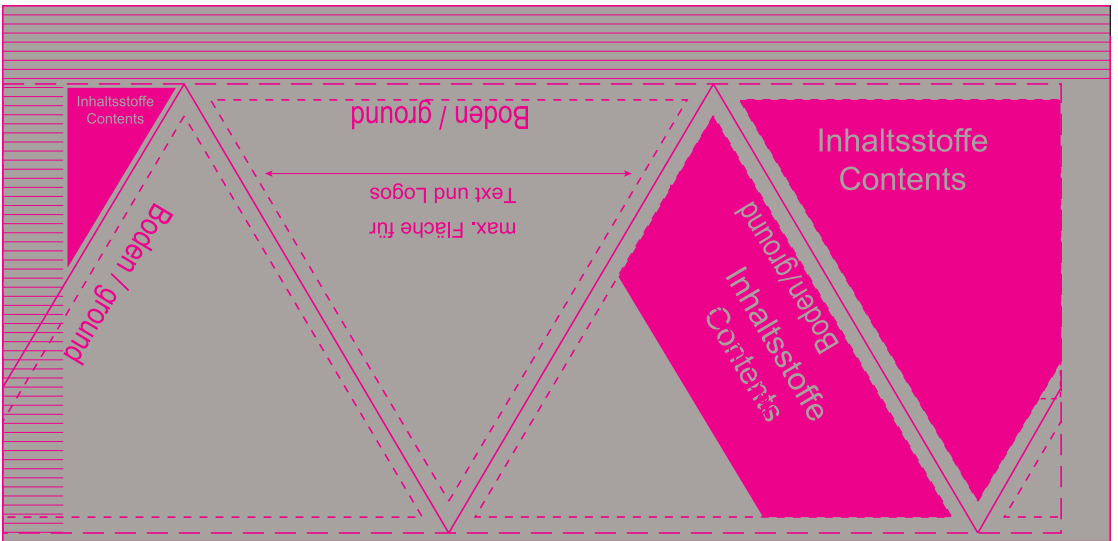 Inhaltsstoffe
Contents
Boden / ground
Boden / ground
Text und Logos
max. Fläche für
Inhaltsstoffe
Contents
Boden/ground
Inhaltsstoffe
Contents